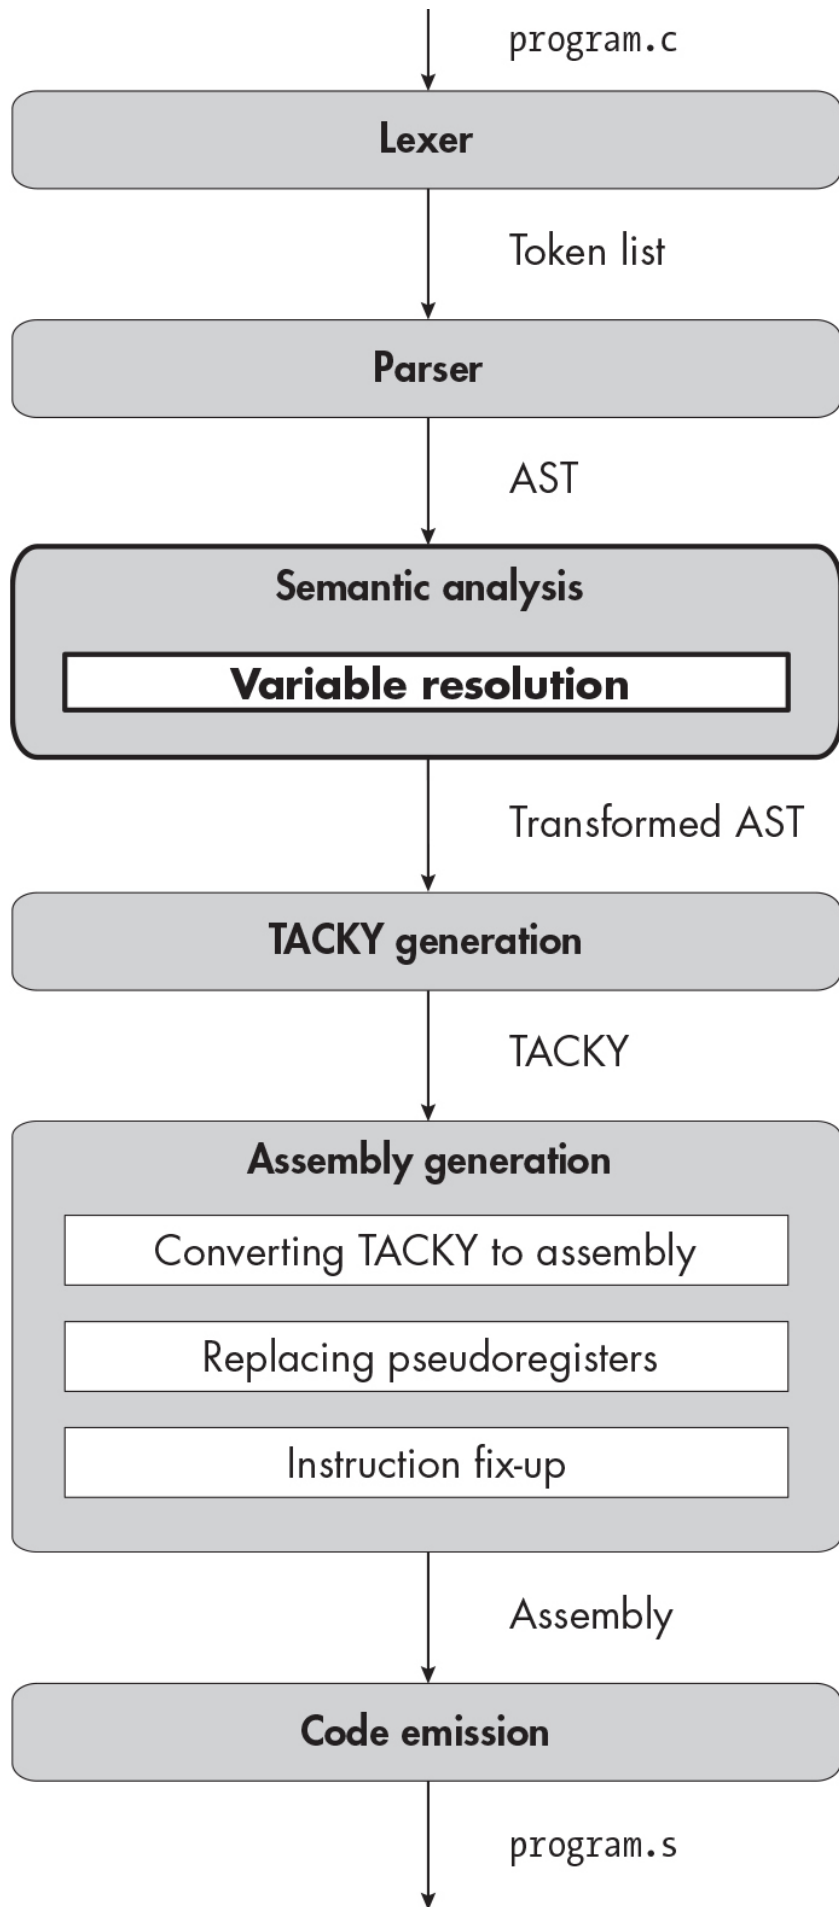 program.c
Lexer
Token list
Parser
AST
Semantic analysis
Variable resolution
Transformed AST
TACKY generation
TACKY
Assembly generation
Converting TACKY to assembly
Replacing pseudoregisters
Instruction fix-up
Assembly
Code emission
program.s